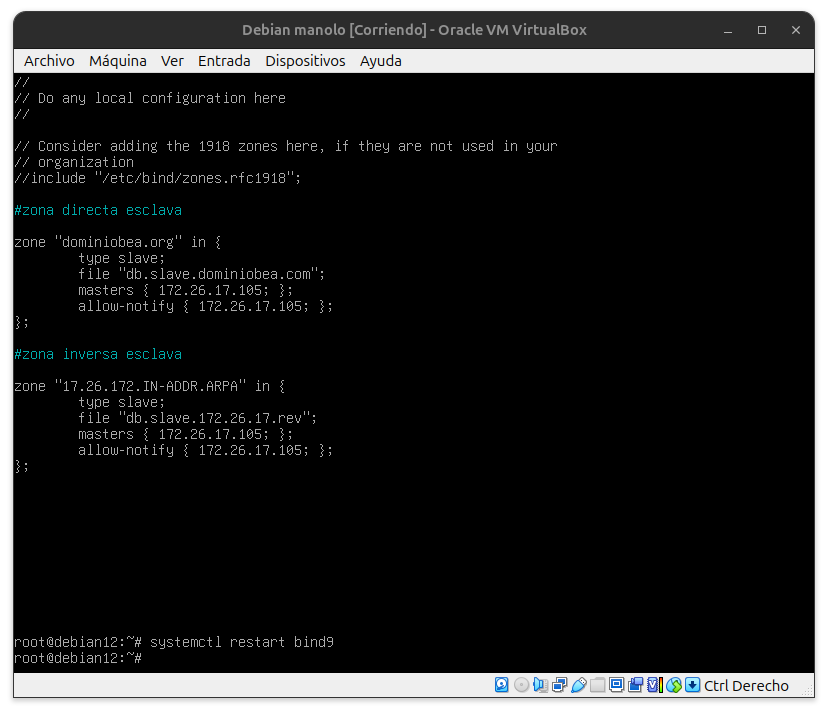 Debian manolo [Corriendo] - Oracle VM VirtualBox
Archivo Máquina Ver Entrada Dispositivos Ayuda
//
// Do any local configuration here
//
// Consider adding the 1918 zones here, if they are not used in your
// organization
//include "/etc/bind/zones.rfc1918";
#zona directa esclava
zone "dominiobea.org" in {
        type slave;
        file "db.slave.dominiobea.com";
        masters { 172.26.17.105; };
        allow-notify { 172.26.17.105; };
};
#zona inversa esclava
zone "17.26.172.IN-ADDR.ARPA" in {
        type slave;
        file "db.slave.172.26.17.rev";
        masters { 172.26.17.105; };
        allow-notify { 172.26.17.105; };
};
root@debian12:~# systemctl restart bind9
root@debian12:~#
Ctrl Derecho